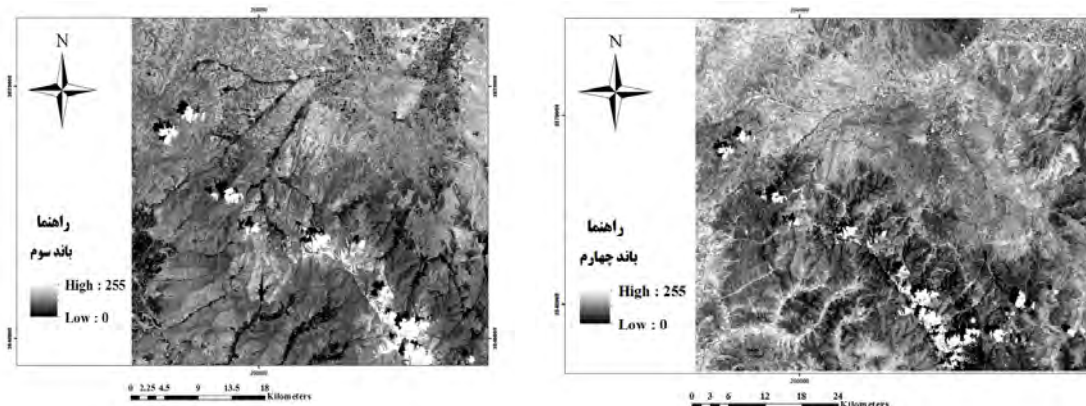 N
راهنما
باند سوم
High : 255
Low : 0
0 2.25 4.5 9 13.5 18
Kilometers
N
راهنما
باند چهارم
High : 255
Low : 0
0 3 6 12 18 24
Kilometers